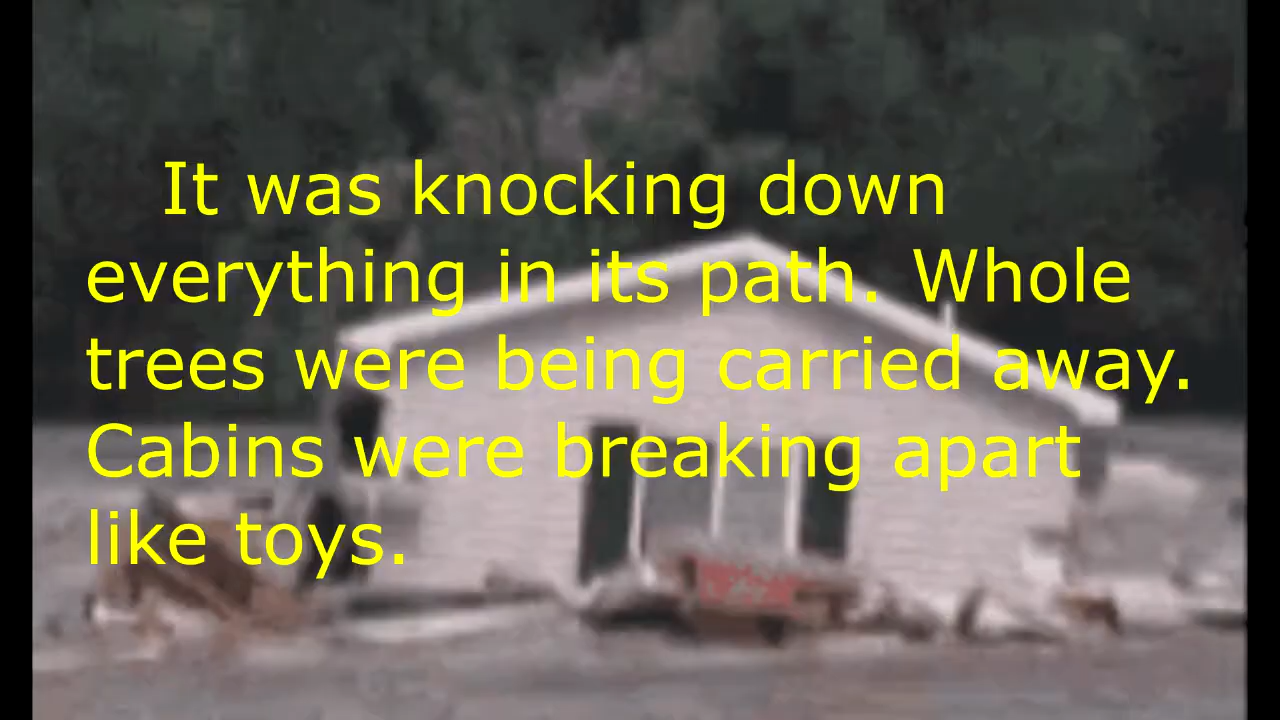 It was knocking down
everything in its path. Whole
trees were being carried away.
Cabins were breaking apart
like toys.